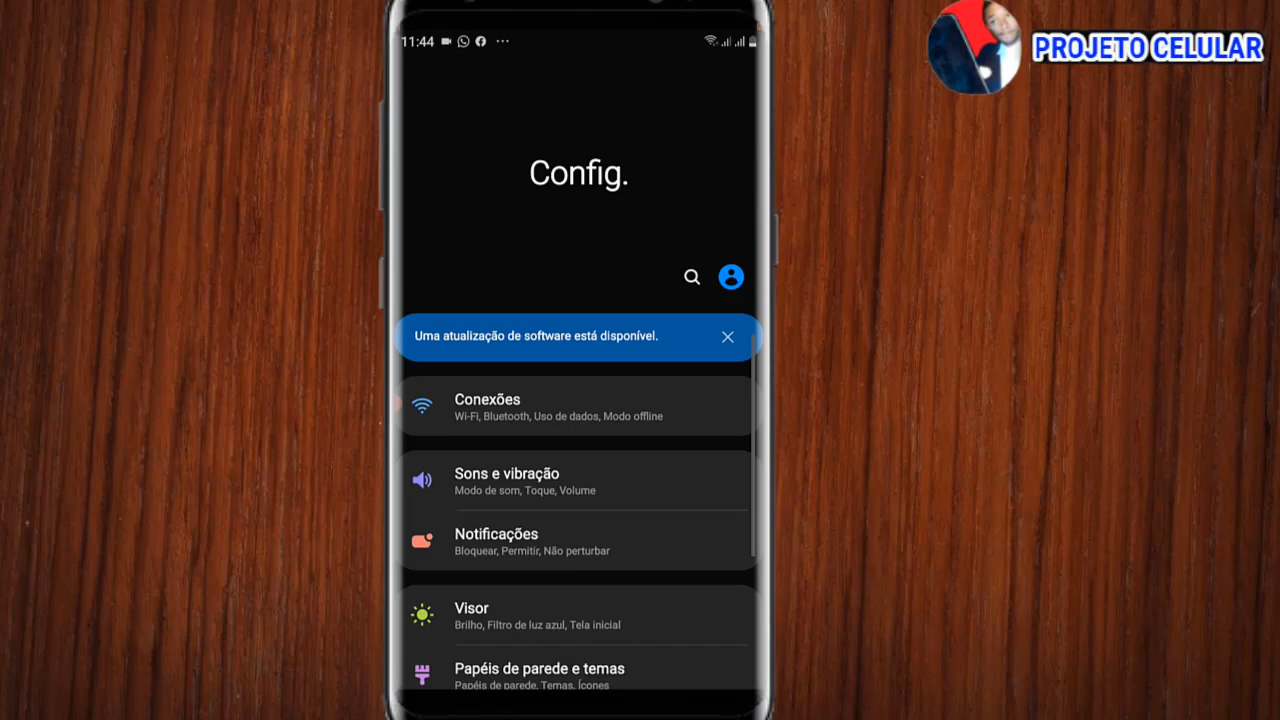 11:44
PROJETO CELULAR
Config.
Uma atualização de software está disponível.
Conexões
Wi-Fi, Bluetooth, Uso de dados, Modo offline
Sons e vibração
Modo de som, Toque, Volume
Notificações
Bloquear, Permitir, Não perturbar
Visor
Brilho, Filtro de luz azul, Tela inicial
Papéis de parede e temas
Papéis de parede, Temas, Ícones